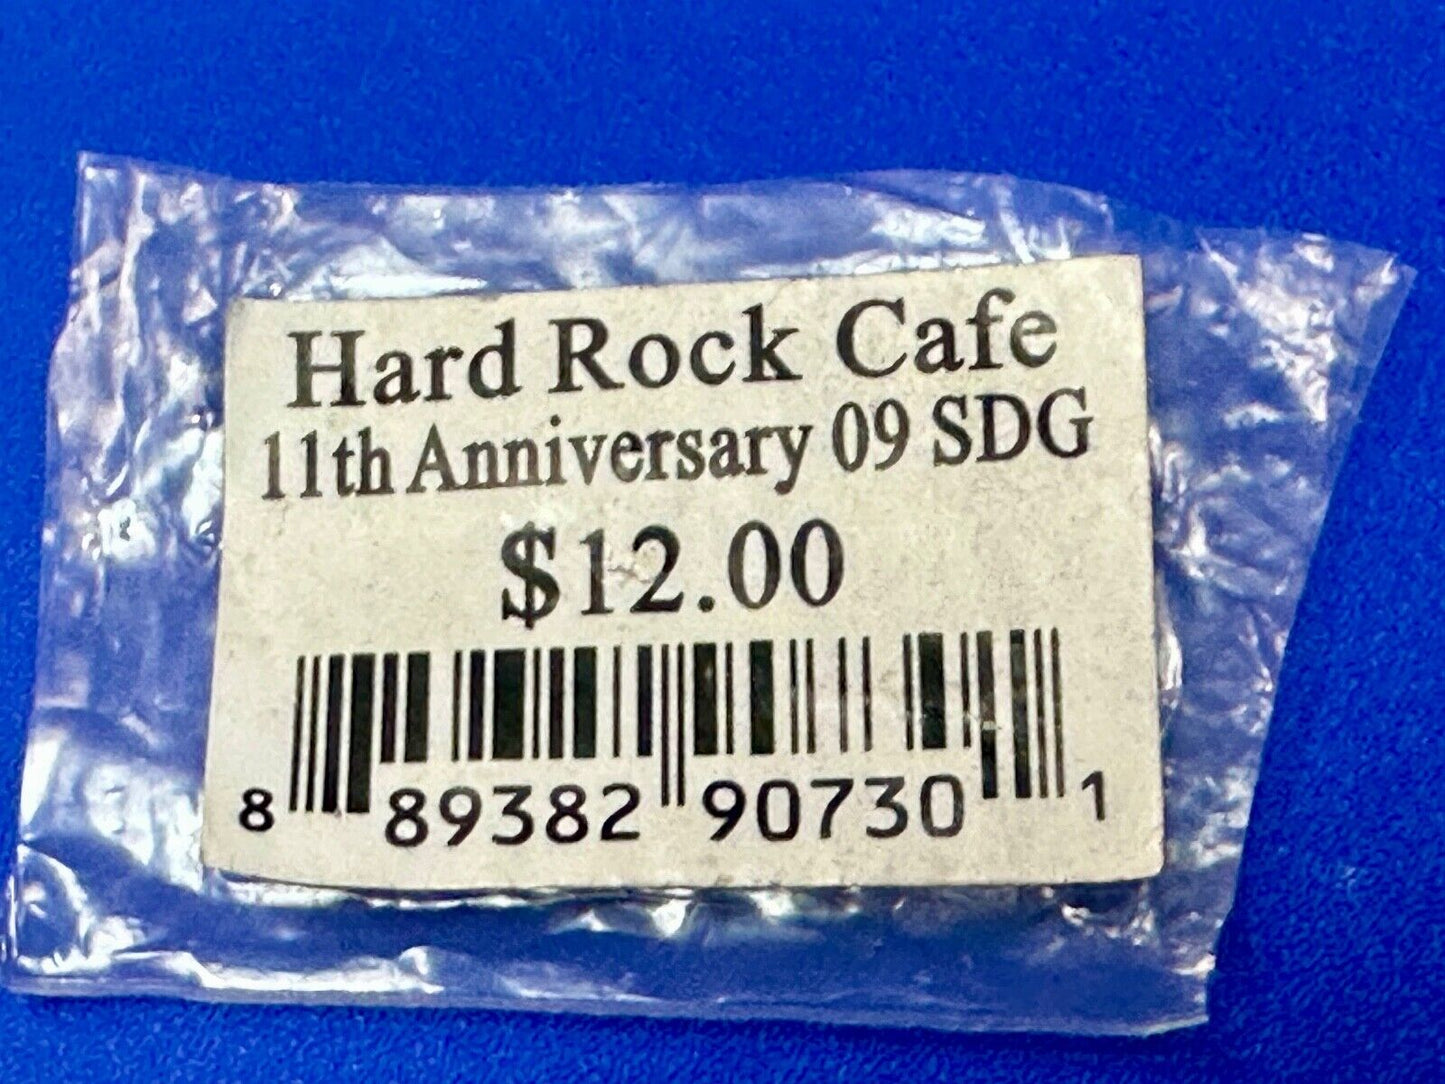 Hard Rock Cafe
11th Anniversary 09 SDG
$12.00
8 89382 90730 1